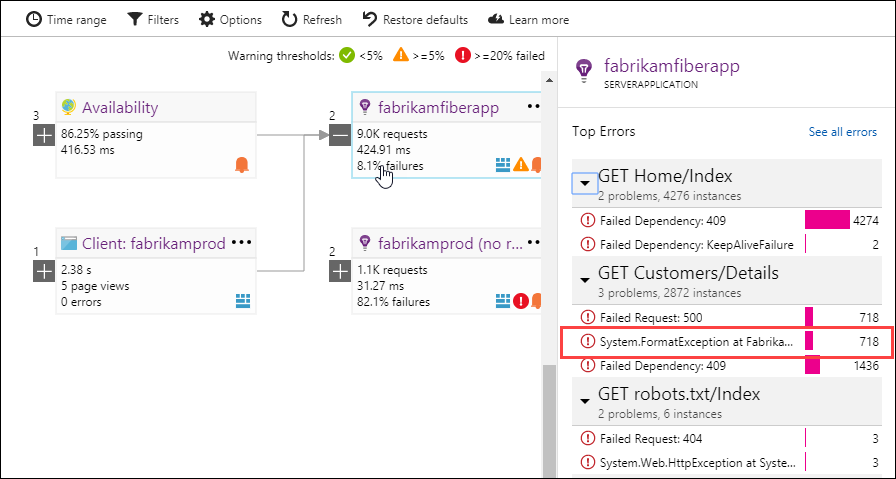 Time range Filters Options Refresh Restore defaults Learn more
Warning thresholds: <5% >=5% >=20% failed
3
Availability
86.25% passing
416.53 ms
2
fabrikamfiberapp •••
9.0K requests
424.91 ms
8.1% failures
1
Client: fabrikamprod •••
2.38 s
5 page views
0 errors
2
fabrikamprod (no r...
1.1K requests
31.27 ms
82.1% failures
fabrikamfiberapp
SERVERAPPLICATION
Top Errors See all errors
GET Home/Index
2 problems, 4276 instances
Failed Dependency: 409 4274
Failed Dependency: KeepAliveFailure 2
GET Customers/Details
3 problems, 2872 instances
Failed Request: 500 718
System.FormatException at Fabrika... 718
Failed Dependency: 409 1436
GET robots.txt/Index
2 problems, 6 instances
Failed Request: 404 3
System.Web.HttpException at Syste... 3